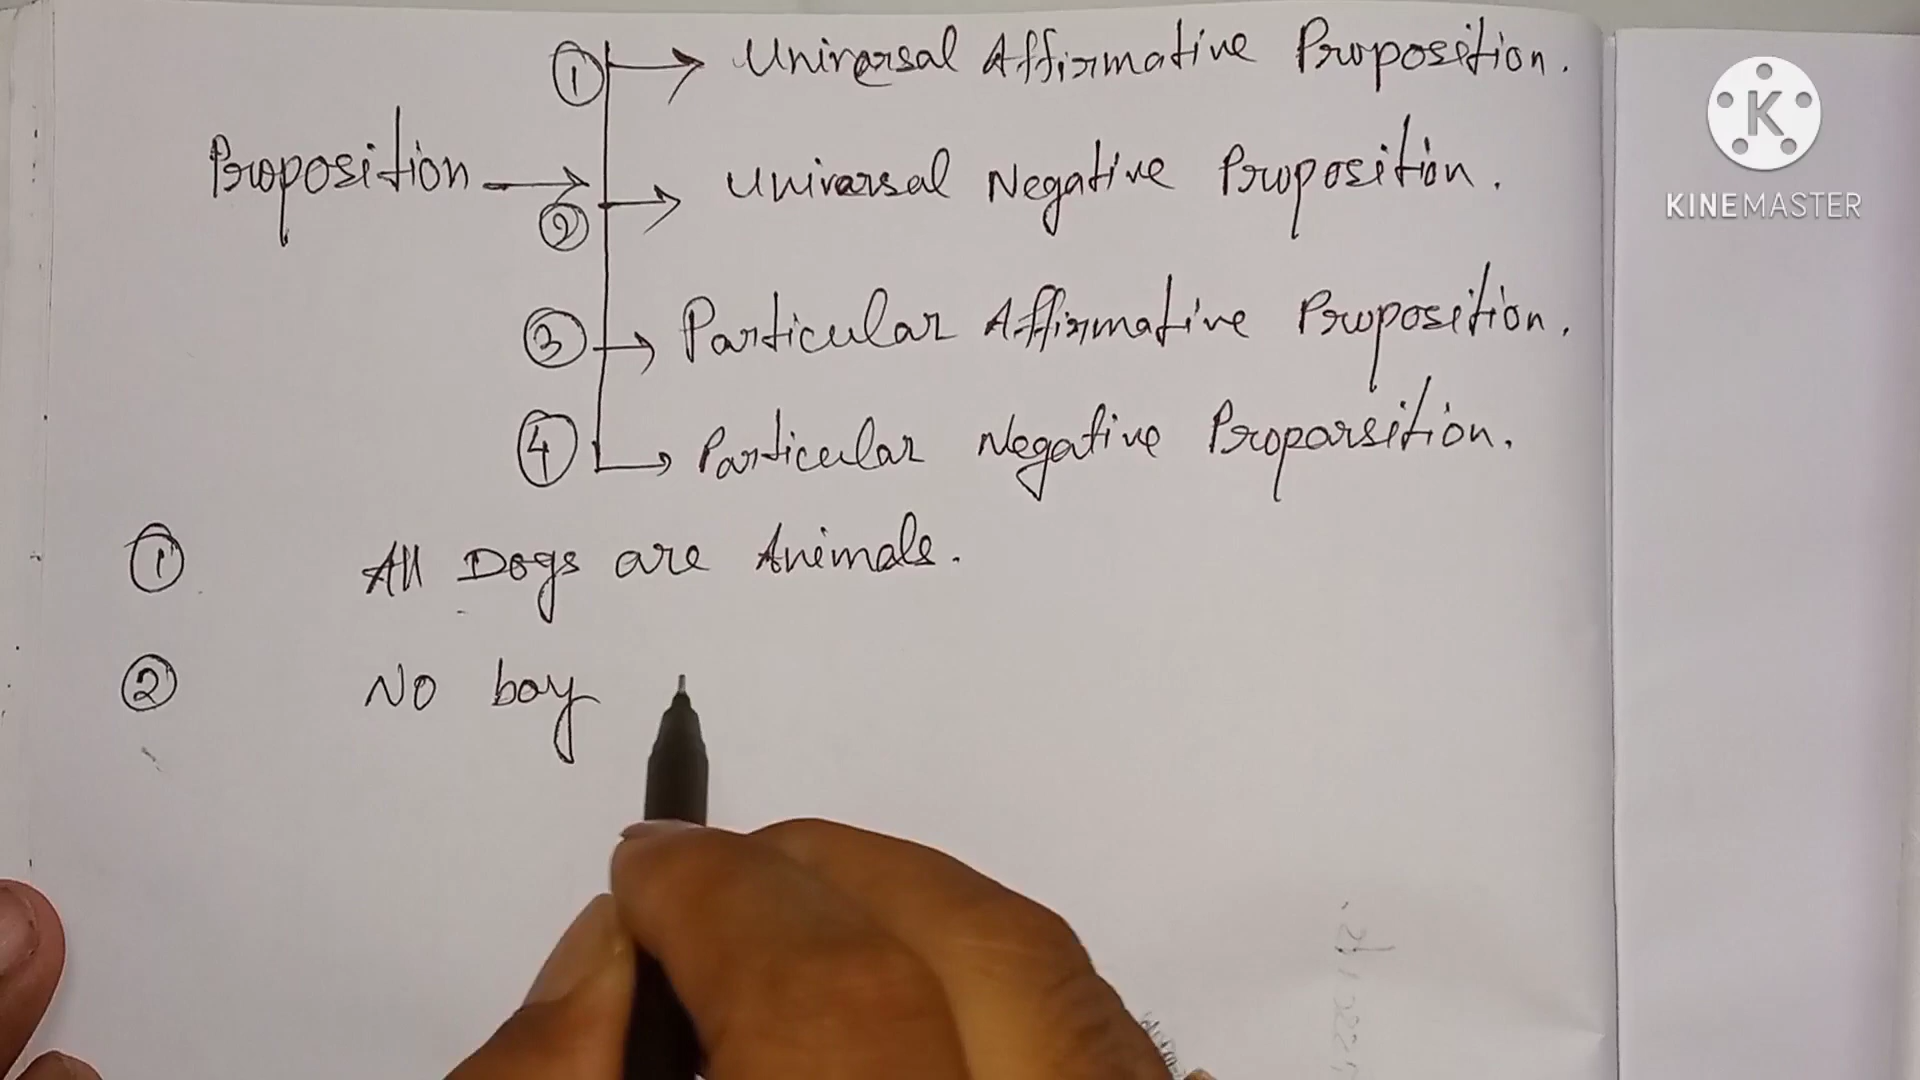 ① → Universal Affirmative Proposition.
Proposition →
② → Universal Negative Proposition.
③ → Particular Affirmative Proposition.
④ → Particular Negative Proparsition.
① All Dogs are Animals.
② No boy
K
KINEMASTER